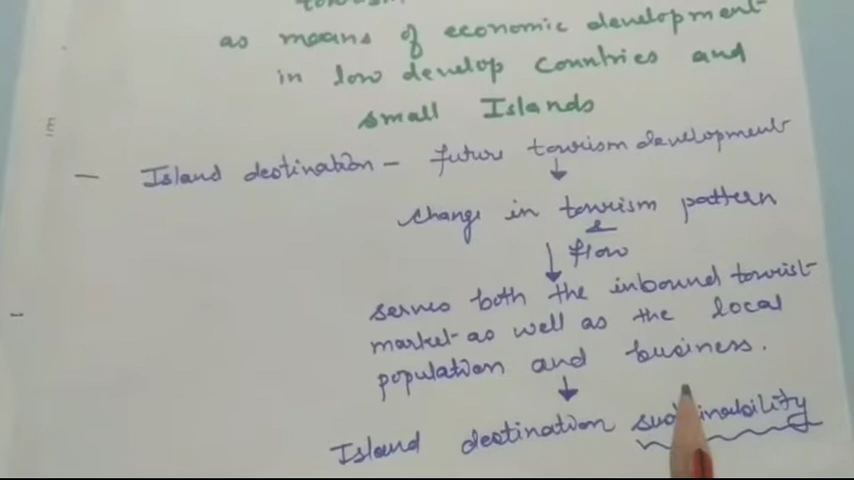 as means of economic development
in low develop countries and
small Islands
— Island destination — future tourism development
↓
change in tourism pattern
&
↓ flow
serves both the inbound tourist
market as well as the local
population and business.
↓
Island destination sustainability